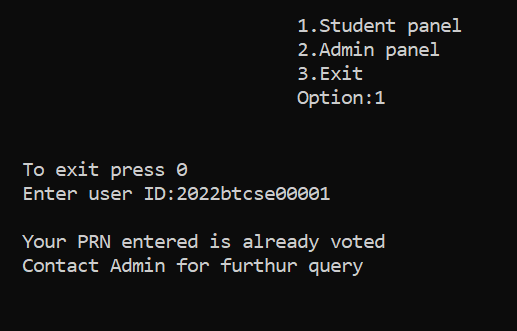 1.Student panel
2.Admin panel
3.Exit
Option:1
To exit press 0
Enter user ID:2022btcse00001
Your PRN entered is already voted
Contact Admin for furthur query